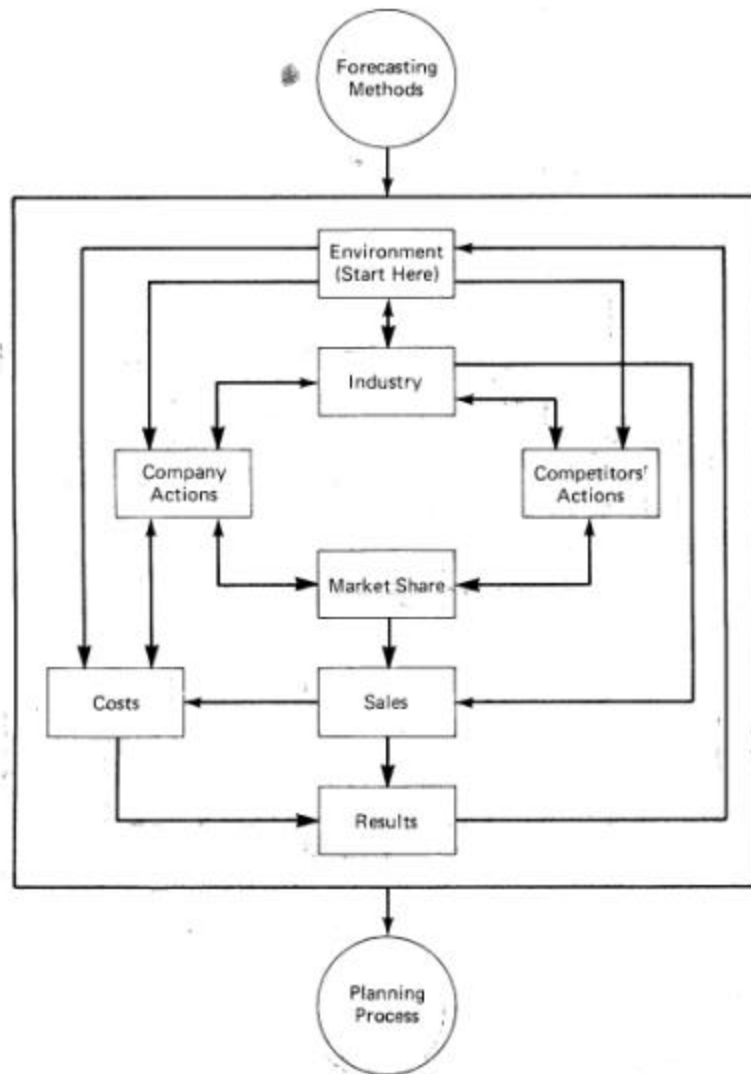 Forecasting
Methods
Environment
(Start Here)
Industry
Company
Actions
Competitors'
Actions
Market Share
Costs
Sales
Results
Planning
Process